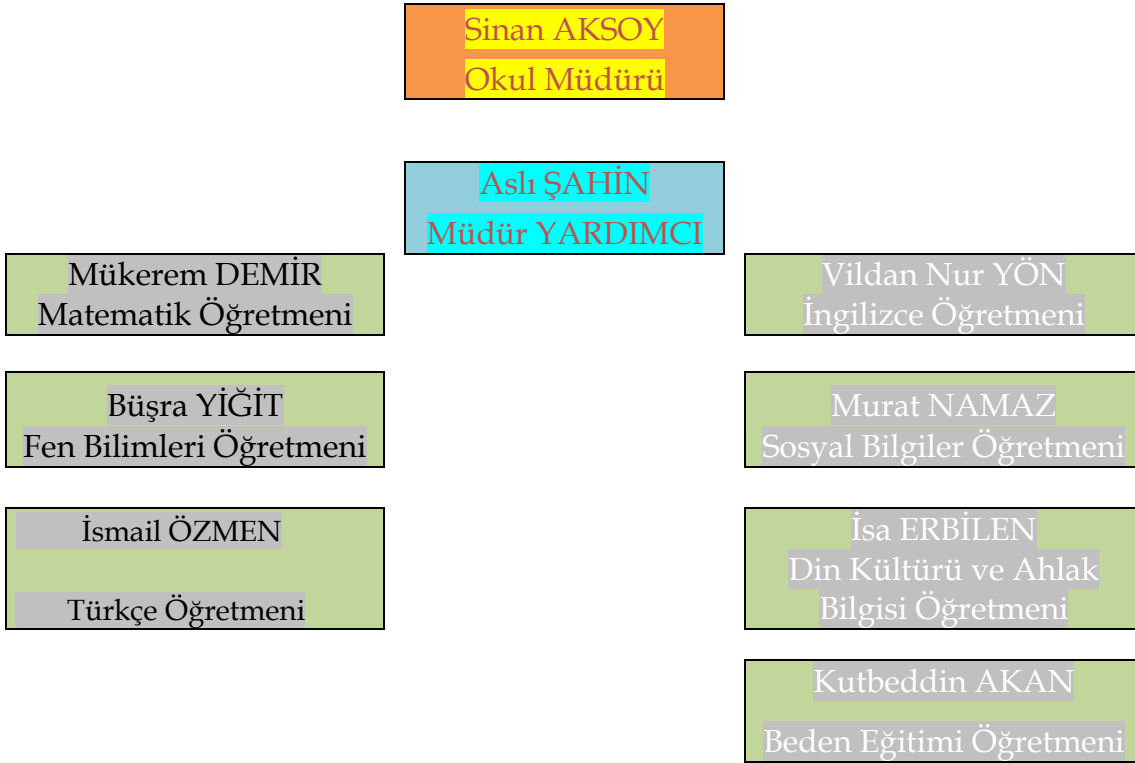 Sinan AKSOY
Okul Müdürü
Aslı ŞAHİN
Müdür YARDIMCI
Mükerem DEMİR
Matematik Öğretmeni
Vildan Nur YÖN
İngilizce Öğretmeni
Büşra YİĞİT
Fen Bilimleri Öğretmeni
Murat NAMAZ
Sosyal Bilgiler Öğretmeni
İsmail ÖZMEN
Türkçe Öğretmeni
İsa ERBİLEN
Din Kültürü ve Ahlak
Bilgisi Öğretmeni
Kutbeddin AKAN
Beden Eğitimi Öğretmeni